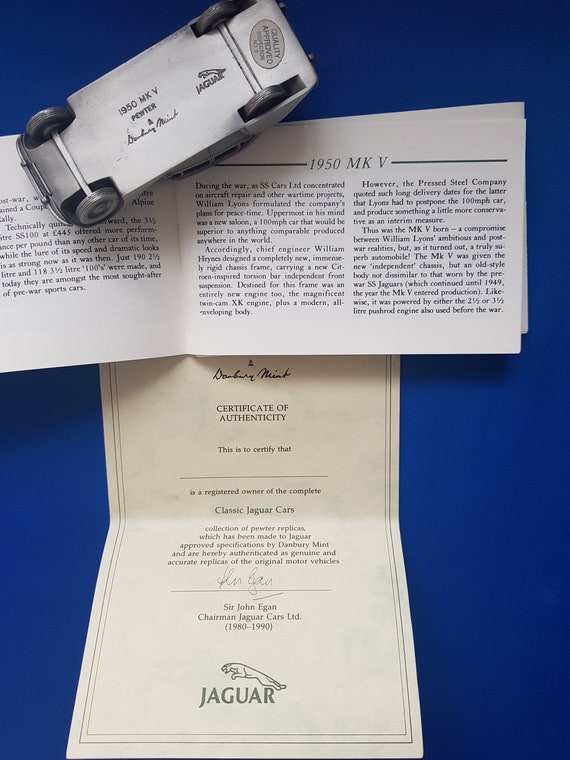 QUALITY
APPROVED
INSPECTOR
1950 MK V
PEWTER
&
Danbury Mint
JAGUAR
1950 MK V
Alpine
Rally.
Technically
litre SS100 at £445 offered more perform-
ance per pound than any other car of its time,
while the lure of its speed and dramatic looks
is as strong now as it was then. Just 190 2½
litre and 118 3½ litre '100's' were made, and
today they are amongst the most sought-after
of pre-war sports cars.
During the war, as SS Cars Ltd concentrated
on aircraft repair and other wartime projects,
William Lyons formulated the company's
plans for peace-time. Uppermost in his mind
was a new saloon, a 100mph car that would be
superior to anything comparable produced
anywhere in the world.
Accordingly, chief engineer William
Heynes designed a completely new, immense-
ly rigid chassis frame, carrying a new Cit-
roen-inspired torsion bar independent front
suspension. Destined for this frame was an
entirely new engine too, the magnificent
twin-cam XK engine, plus a modern, all-
enveloping body.
However, the Pressed Steel Company
quoted such long delivery dates for the latter
that Lyons had to postpone the 100mph car,
and produce something a little more conserva-
tive as an interim measure.
Thus was the MK V born – a compromise
between William Lyons' ambitious and post-
war realities, but, as it turned out, a truly su-
perb automobile! The Mk V was given the
new 'independent' chassis, but an old-style
body not dissimilar to that worn by the pre-
war SS Jaguars (which continued until 1949,
the year the Mk V entered production). Like-
wise, it was powered by either the 2½ or 3½
litre pushrod engine also used before the war.
&
Danbury Mint
CERTIFICATE OF
AUTHENTICITY
This is to certify that
is a registered owner of the complete
Classic Jaguar Cars
collection of pewter replicas,
which has been made to Jaguar
approved specifications by Danbury Mint
and are hereby authenticated as genuine and
accurate replicas of the original motor vehicles
John Egan
Sir John Egan
Chairman Jaguar Cars Ltd.
(1980–1990)
JAGUAR